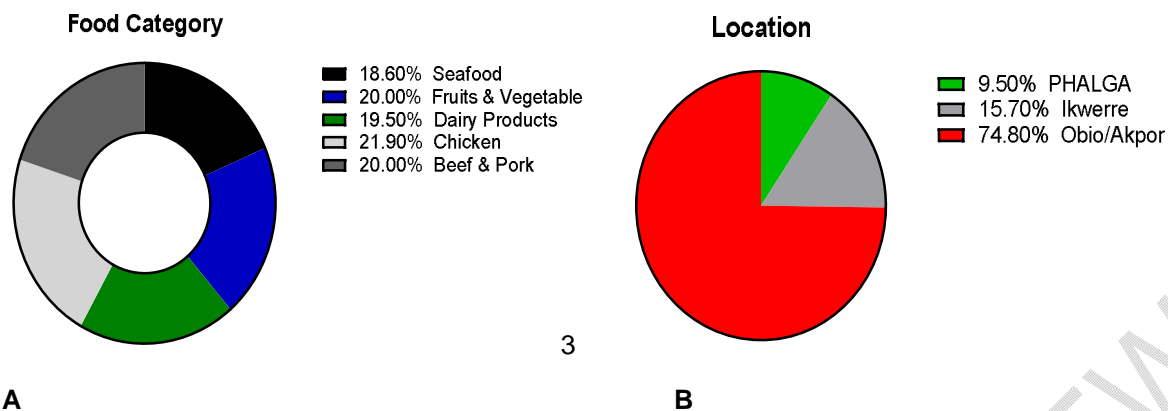 Food Category
18.60% Seafood
20.00% Fruits & Vegetable
19.50% Dairy Products
21.90% Chicken
20.00% Beef & Pork
Location
9.50% PHALGA
15.70% Ikwerre
74.80% Obio/Akpor
3
A
B